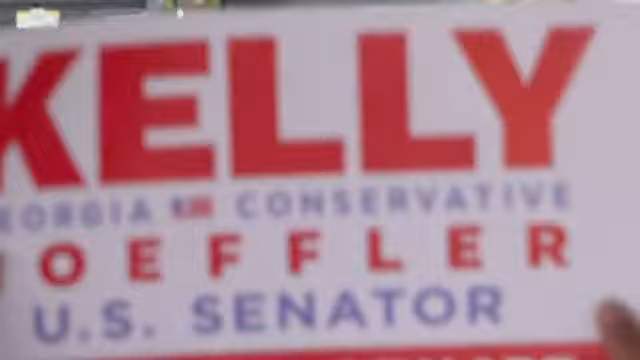 KELLY
EORGIA CONSERVATIVE
OEFFLER
U.S. SENATOR